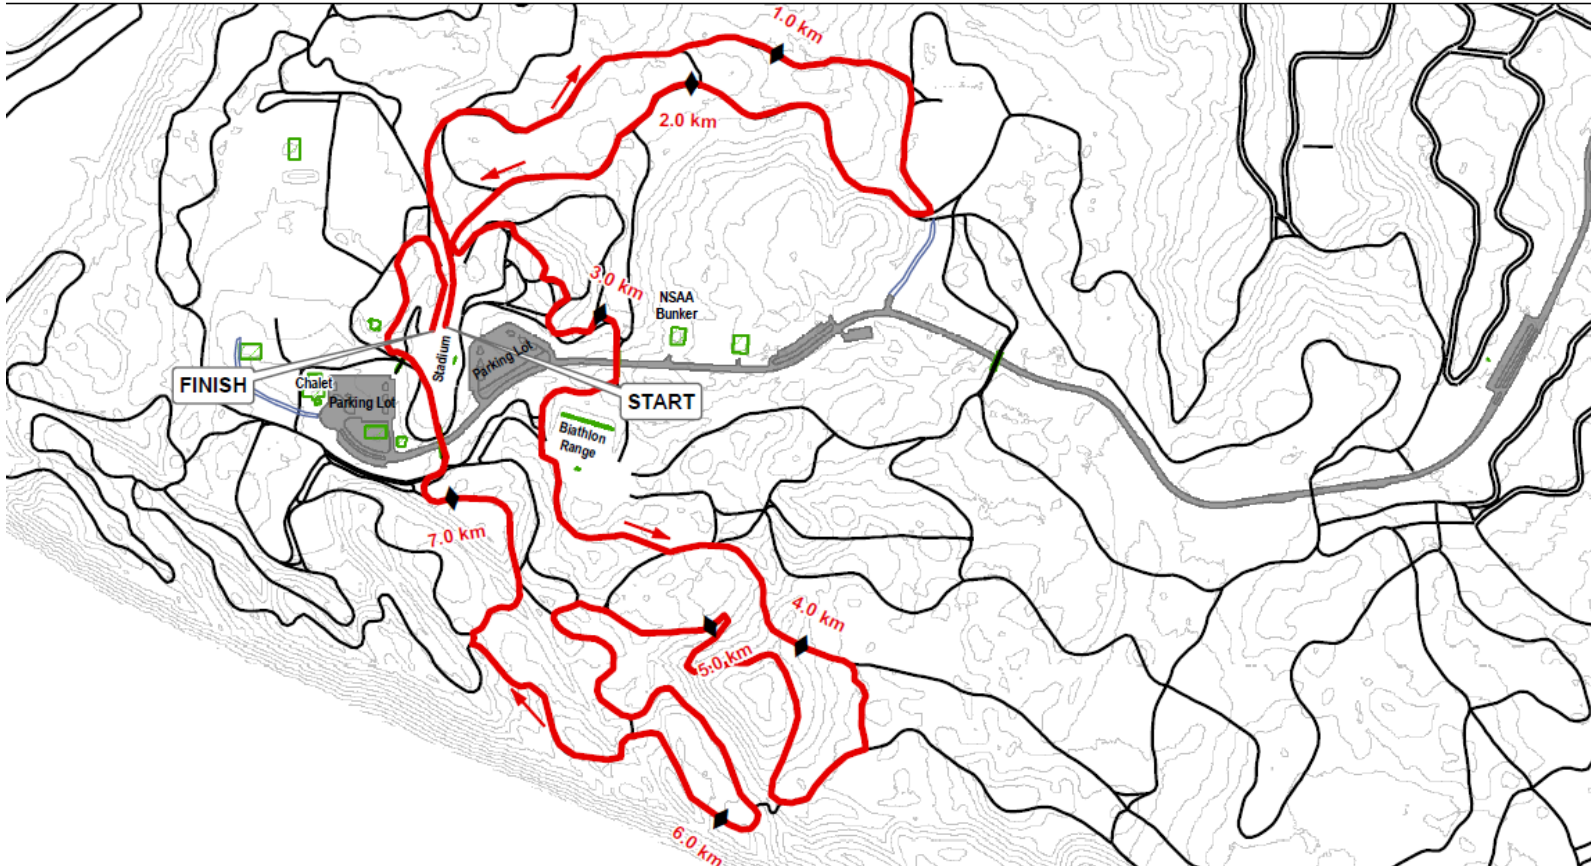 1.0 km
2.0 km
3.0 km
NSAA
Bunker
Stadium
Parking Lot
FINISH
Chalet
Parking Lot
START
Biathlon
Range
7.0 km
4.0 km
5.0 km
6.0 km